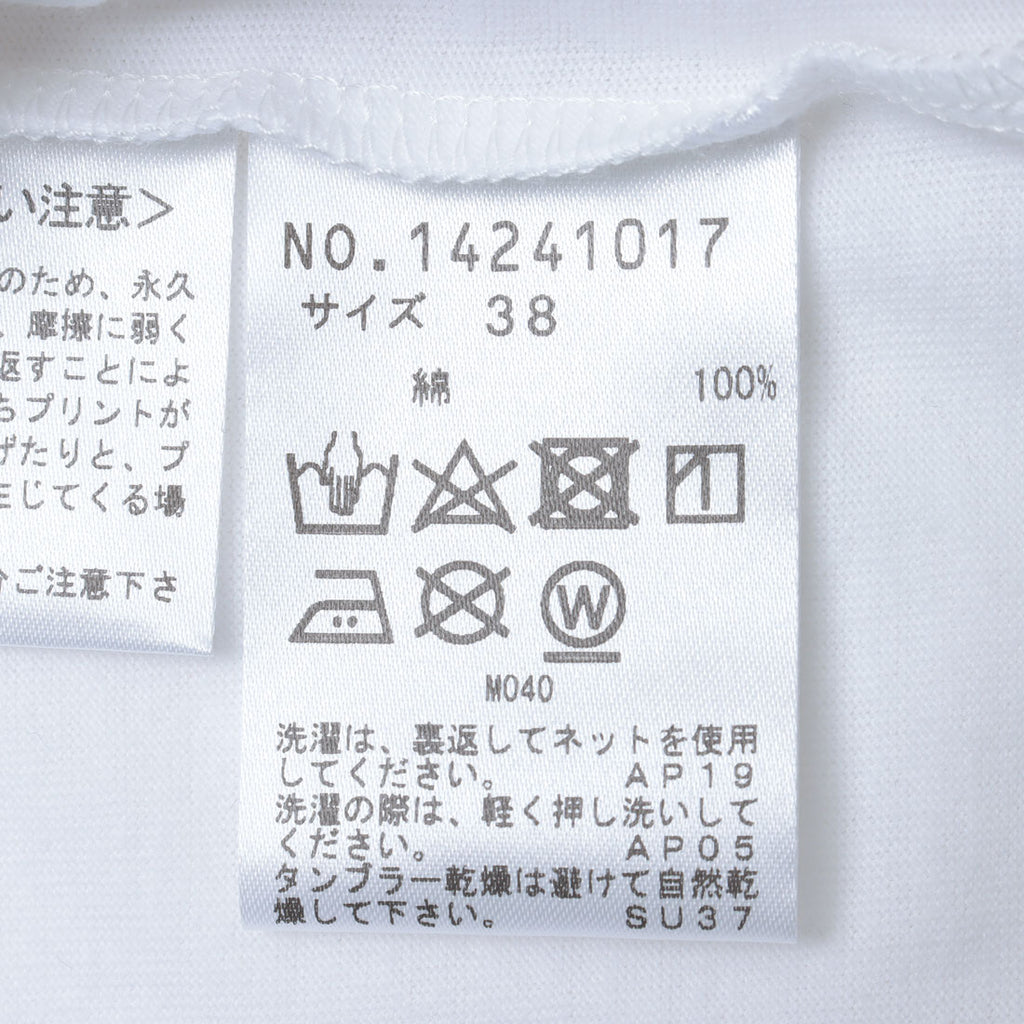 い注意>
のため、永久
、摩擦に弱く
返すことによ
プリントが
げたりと、プ
じてくる場
ご注意下さ
NO.14241017
サイズ 38
綿 100%
1
W
M040
洗濯は、裏返してネットを使用
してください。 AP19
洗濯の際は、軽く押し洗いして
ください。 AP05
タンブラー乾燥は避けて自然乾
燥して下さい。 SU37